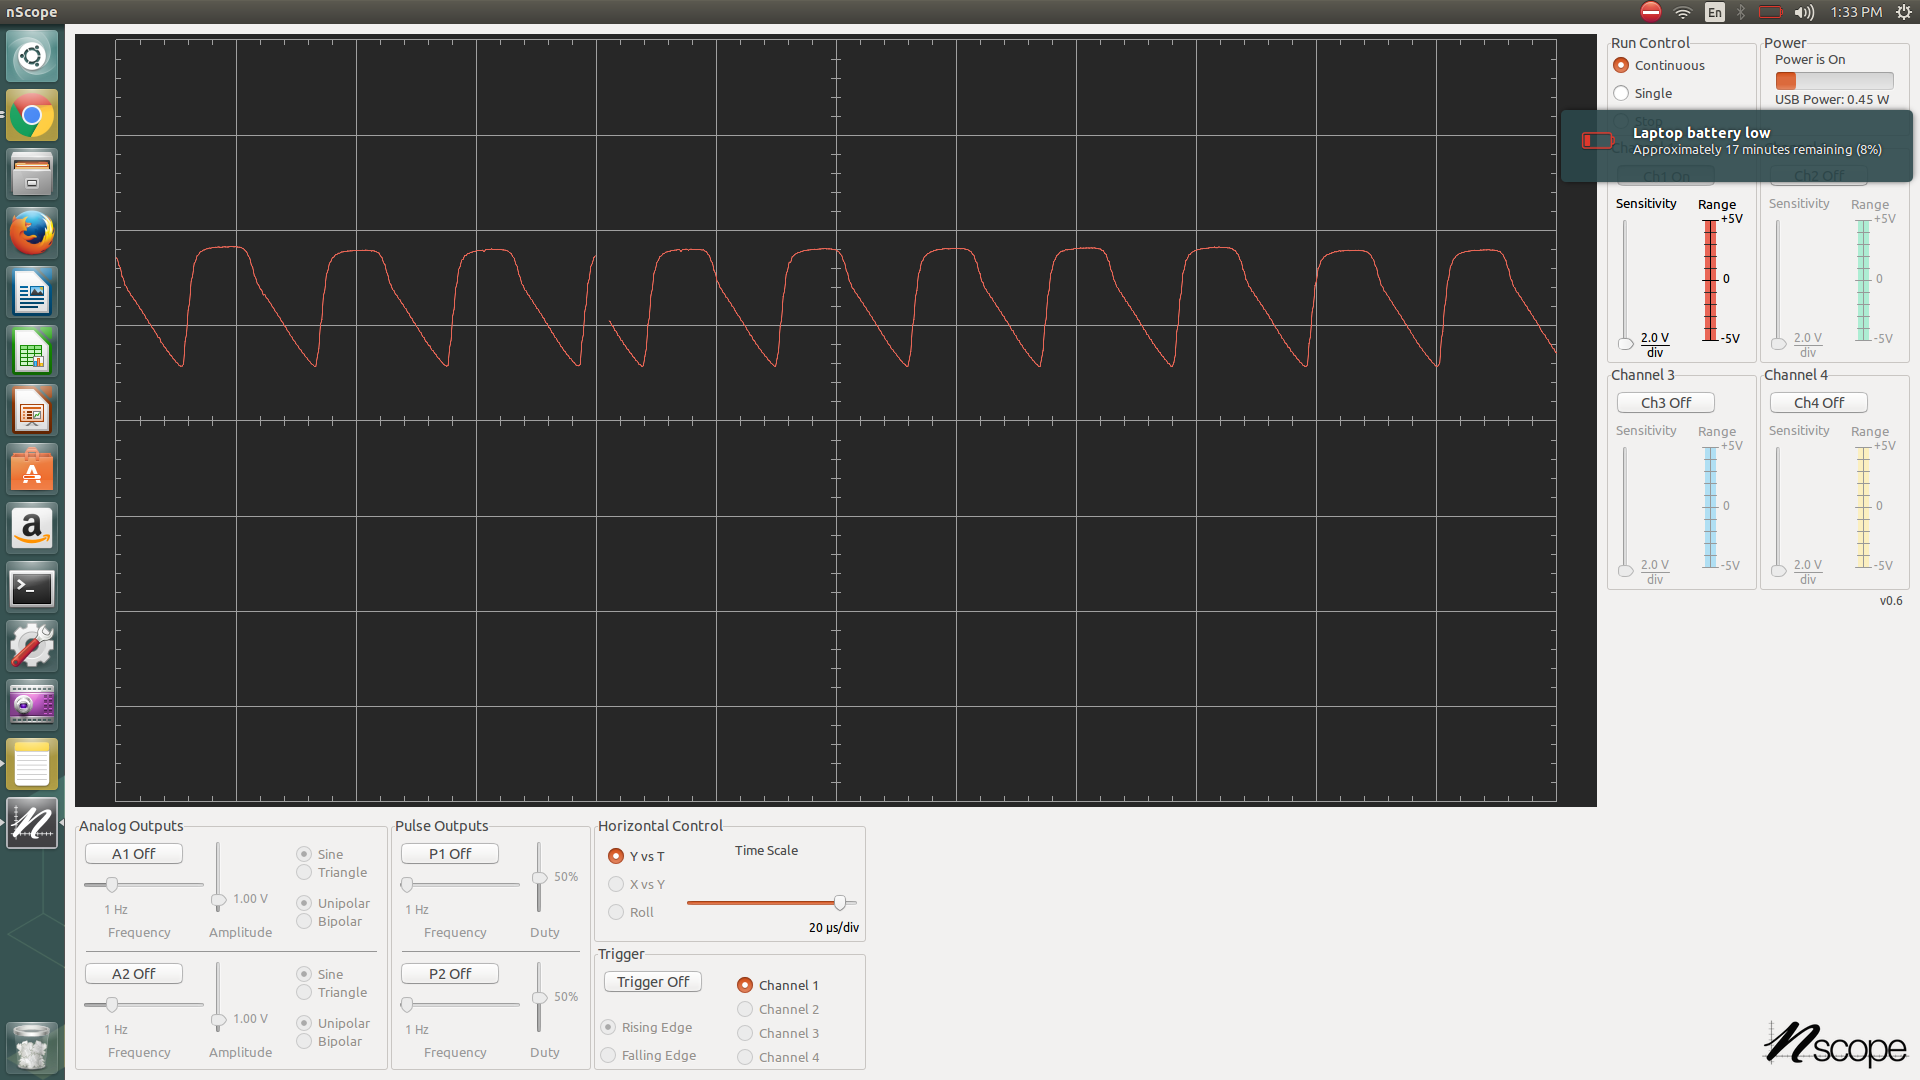 nScope
En
1:33 PM
Run Control
Continuous
Single
Stop
Power
Power is On
USB Power: 0.45 W
Laptop battery low
Approximately 17 minutes remaining (8%)
Ch1 On
Ch2 Off
Sensitivity
Range
+5V
0
-5V
2.0 V
div
Sensitivity
Range
+5V
0
-5V
2.0 V
div
Channel 3
Ch3 Off
Sensitivity
Range
+5V
0
-5V
2.0 V
div
Channel 4
Ch4 Off
Sensitivity
Range
+5V
0
-5V
2.0 V
div
v0.6
Analog Outputs
A1 Off
1 Hz
Frequency
1.00 V
Amplitude
Sine
Triangle
Unipolar
Bipolar
A2 Off
1 Hz
Frequency
1.00 V
Amplitude
Sine
Triangle
Unipolar
Bipolar
Pulse Outputs
P1 Off
1 Hz
Frequency
50%
Duty
P2 Off
1 Hz
Frequency
50%
Duty
Horizontal Control
Y vs T
X vs Y
Roll
Time Scale
20 µs/div
Trigger
Trigger Off
Rising Edge
Falling Edge
Channel 1
Channel 2
Channel 3
Channel 4
nscope